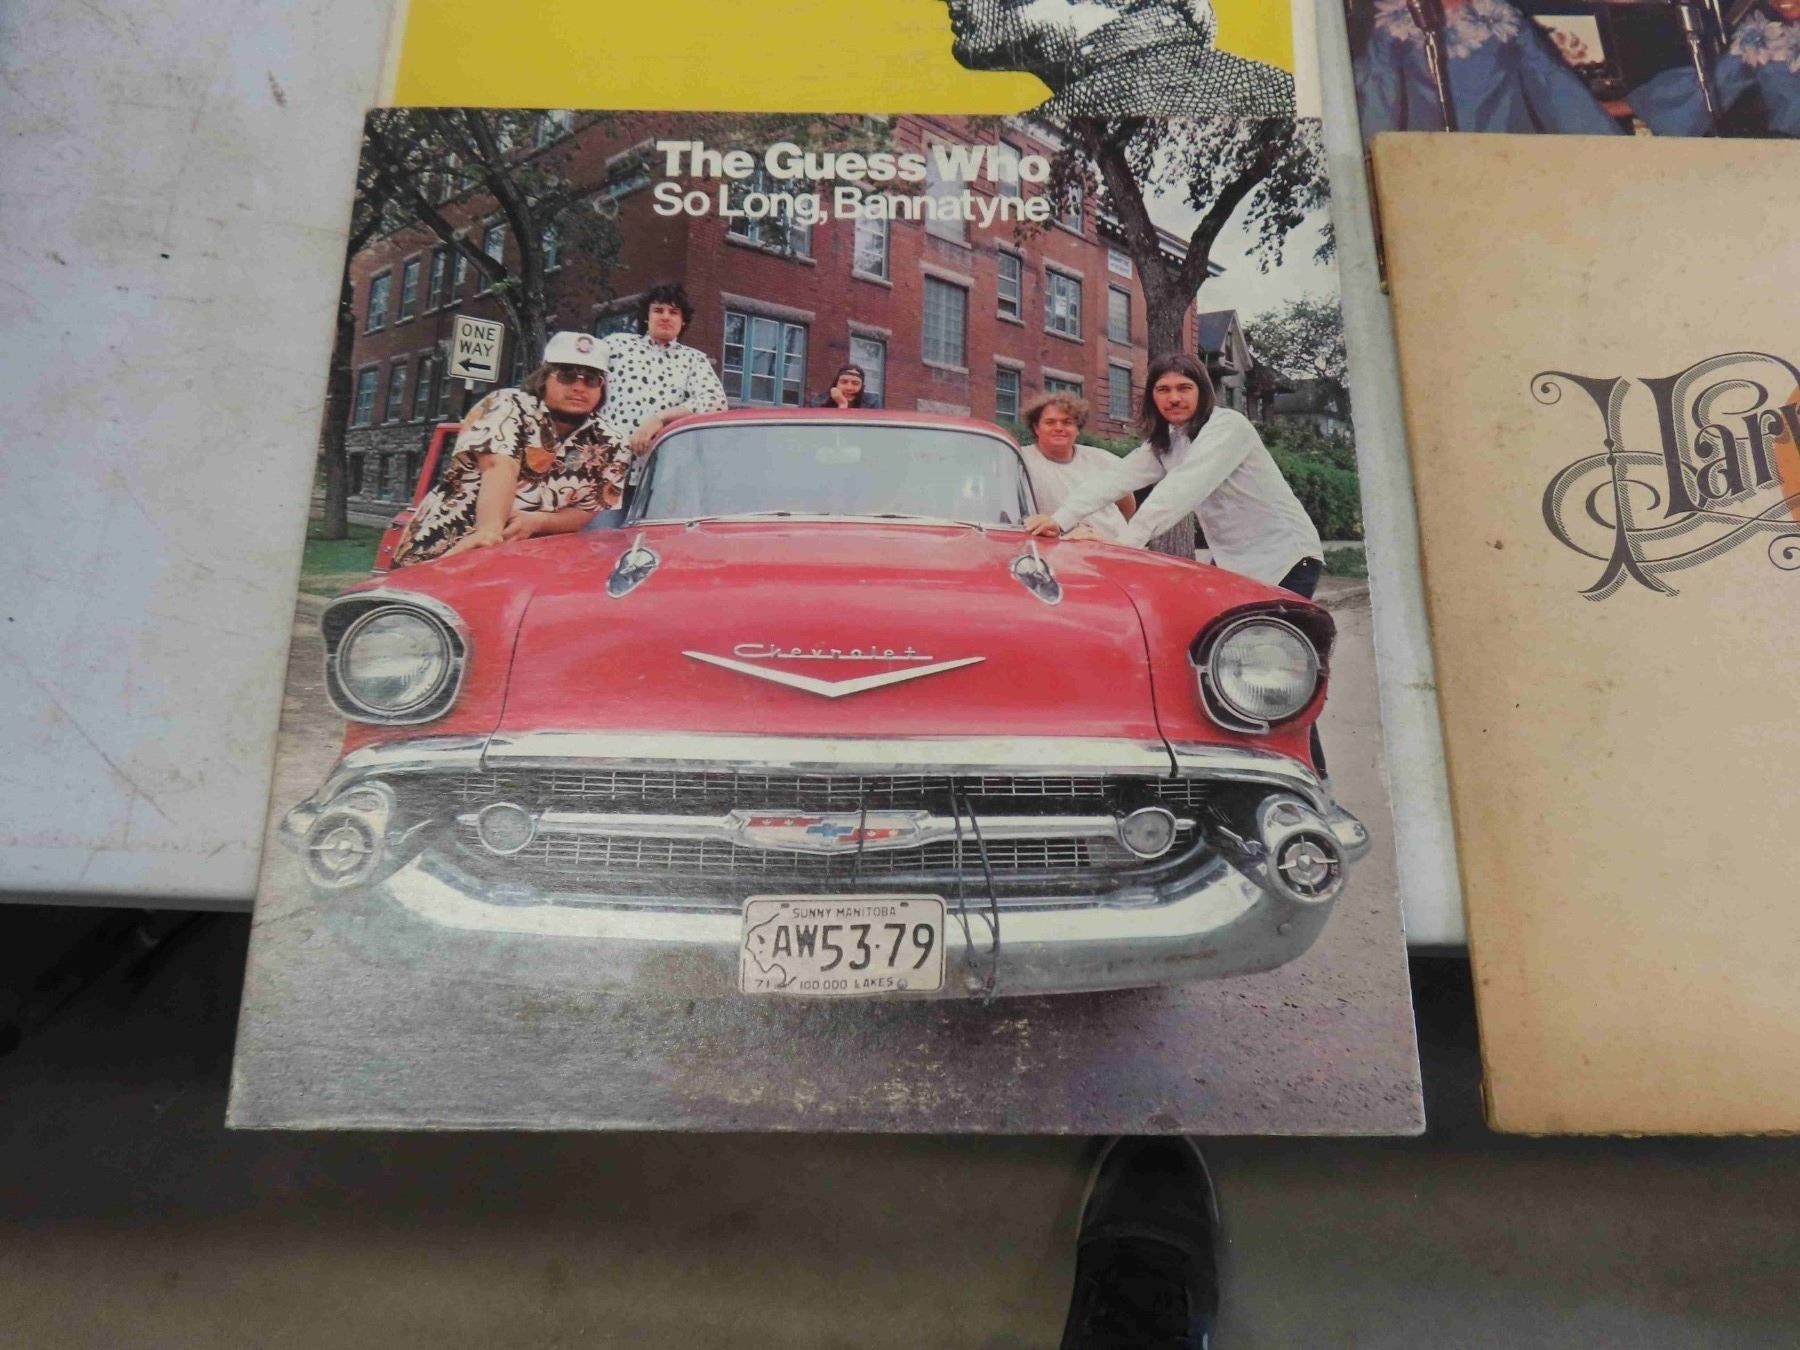 The Guess Who
So Long, Bannatyne
ONE
WAY
Chevrolet
SUNNY MANITOBA
AW53·79
71 100,000 LAKES